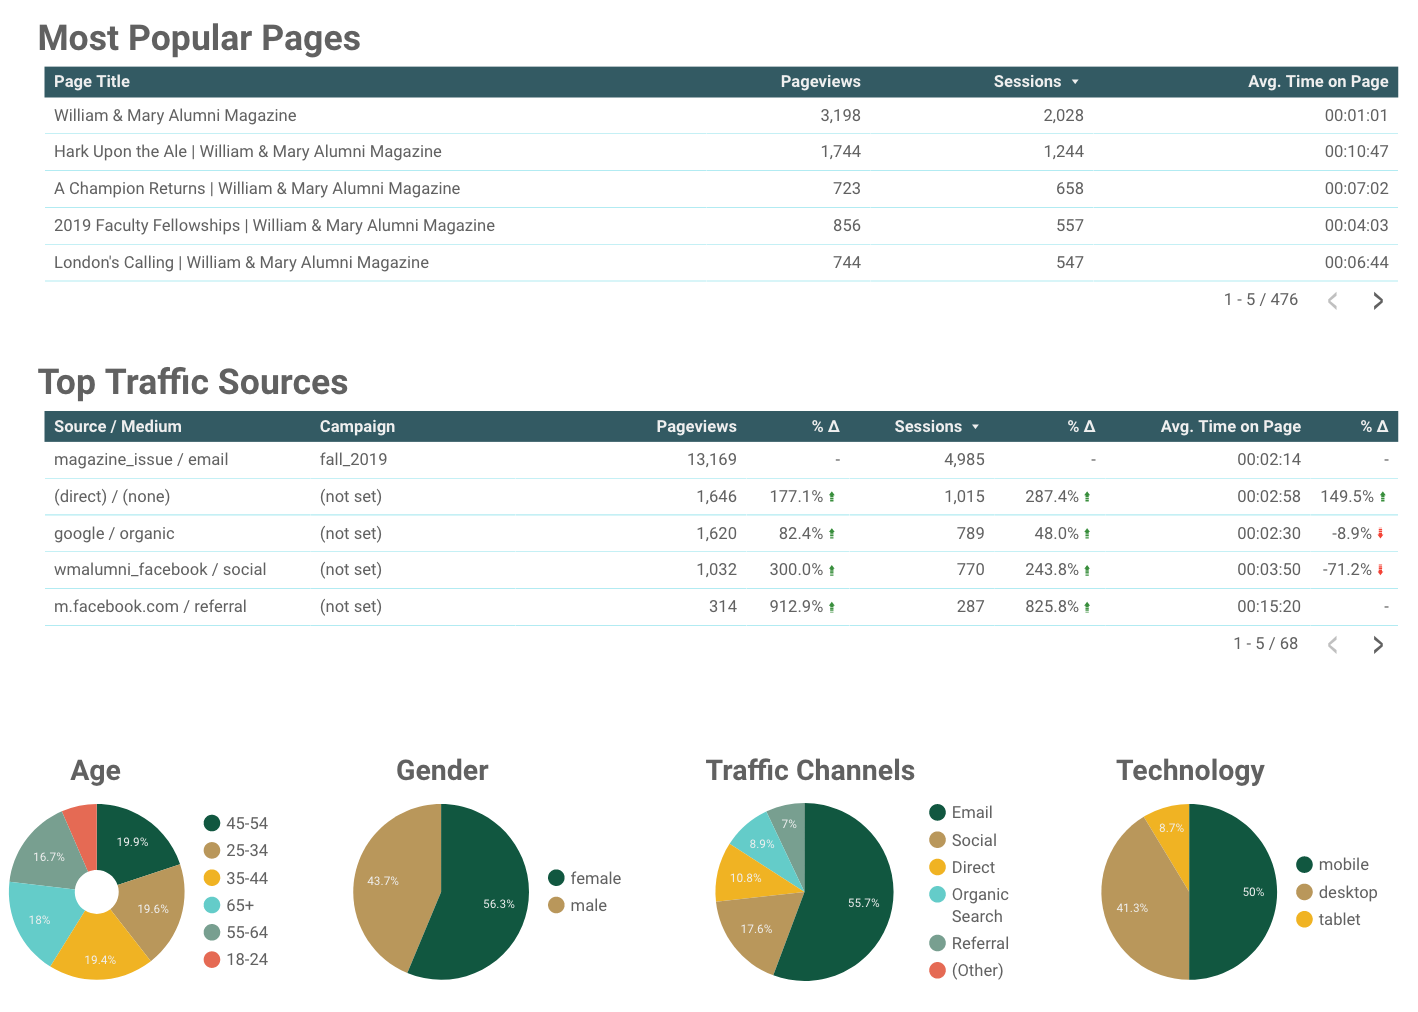 Most Popular Pages
Page Title Pageviews Sessions Avg. Time on Page
William & Mary Alumni Magazine 3,198 2,028 00:01:01
Hark Upon the Ale | William & Mary Alumni Magazine 1,744 1,244 00:10:47
A Champion Returns | William & Mary Alumni Magazine 723 658 00:07:02
2019 Faculty Fellowships | William & Mary Alumni Magazine 856 557 00:04:03
London's Calling | William & Mary Alumni Magazine 744 547 00:06:44
1 - 5 / 476
Top Traffic Sources
Source / Medium Campaign Pageviews % Δ Sessions % Δ Avg. Time on Page % Δ
magazine_issue / email fall_2019 13,169 - 4,985 - 00:02:14 -
(direct) / (none) (not set) 1,646 177.1% 1,015 287.4% 00:02:58 149.5%
google / organic (not set) 1,620 82.4% 789 48.0% 00:02:30 -8.9%
wmalumni_facebook / social (not set) 1,032 300.0% 770 243.8% 00:03:50 -71.2%
m.facebook.com / referral (not set) 314 912.9% 287 825.8% 00:15:20 -
1 - 5 / 68
Age
19.9%
19.6%
19.4%
18%
16.7%
45-54
25-34
35-44
65+
55-64
18-24
Gender
43.7%
56.3%
female
male
Traffic Channels
7%
8.9%
10.8%
17.6%
55.7%
Email
Social
Direct
Organic
Search
Referral
(Other)
Technology
8.7%
50%
41.3%
mobile
desktop
tablet